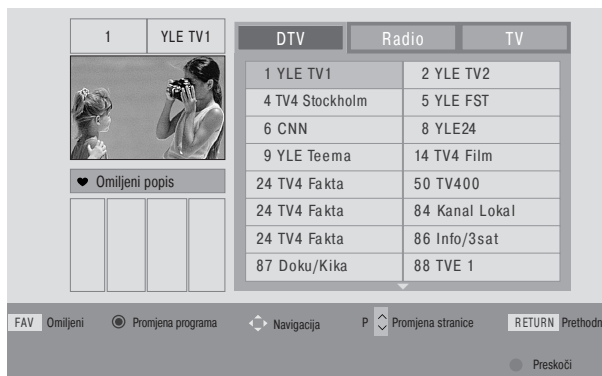 1 YLE TV1
DTV Radio TV
1 YLE TV1 2 YLE TV2
4 TV4 Stockholm 5 YLE FST
6 CNN 8 YLE24
9 YLE Teema 14 TV4 Film
Omiljeni popis
24 TV4 Fakta 50 TV400
24 TV4 Fakta 84 Kanal Lokal
24 TV4 Fakta 86 Info/3sat
87 Doku/Kika 88 TVE 1
FAV Omiljeni Promjena programa Navigacija P Promjena stranice RETURN Prethodn
Preskoči